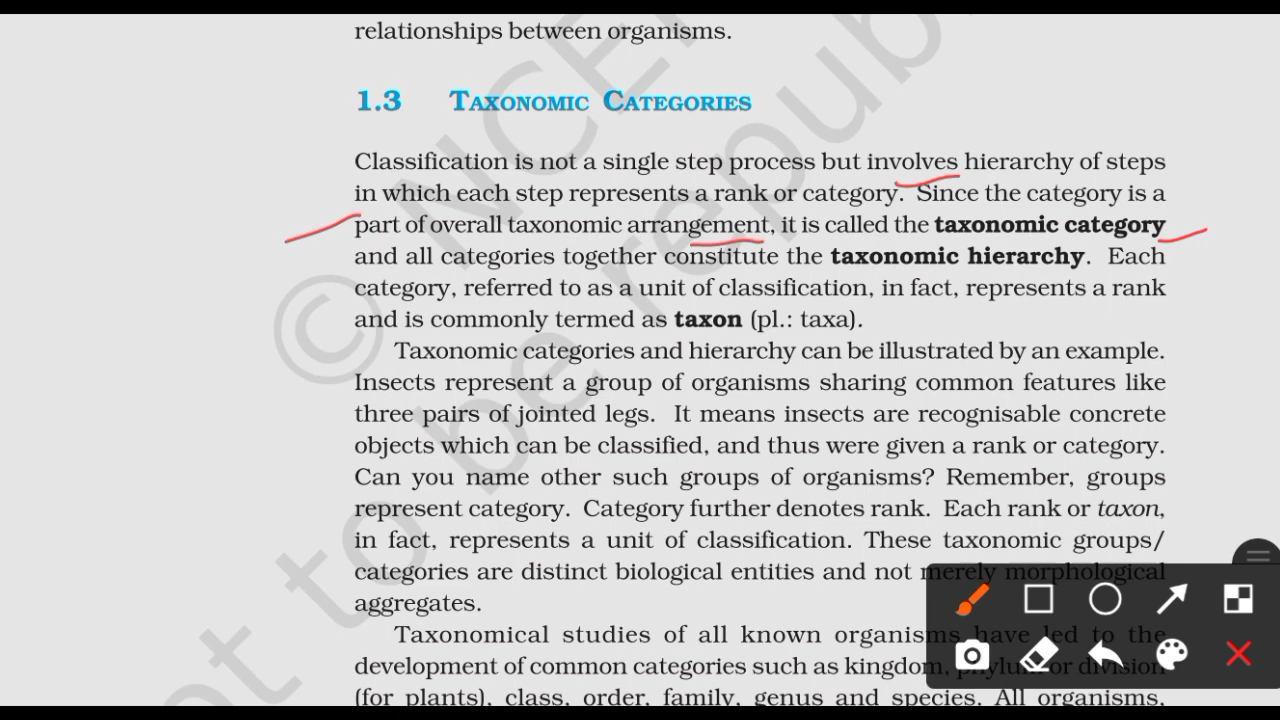 relationships between organisms.
1.3 TAXONOMIC CATEGORIES
Classification is not a single step process but involves hierarchy of steps
in which each step represents a rank or category. Since the category is a
part of overall taxonomic arrangement, it is called the taxonomic category
and all categories together constitute the taxonomic hierarchy. Each
category, referred to as a unit of classification, in fact, represents a rank
and is commonly termed as taxon (pl.: taxa).
Taxonomic categories and hierarchy can be illustrated by an example.
Insects represent a group of organisms sharing common features like
three pairs of jointed legs. It means insects are recognisable concrete
objects which can be classified, and thus were given a rank or category.
Can you name other such groups of organisms? Remember, groups
represent category. Category further denotes rank. Each rank or taxon,
in fact, represents a unit of classification. These taxonomic groups/
categories are distinct biological entities and not merely morphological
aggregates.
Taxonomical studies of all known organisms have led to the
development of common categories such as kingdom, phylum or division
(for plants), class, order, family, genus and species. All organisms,
© NCE
not to be republ